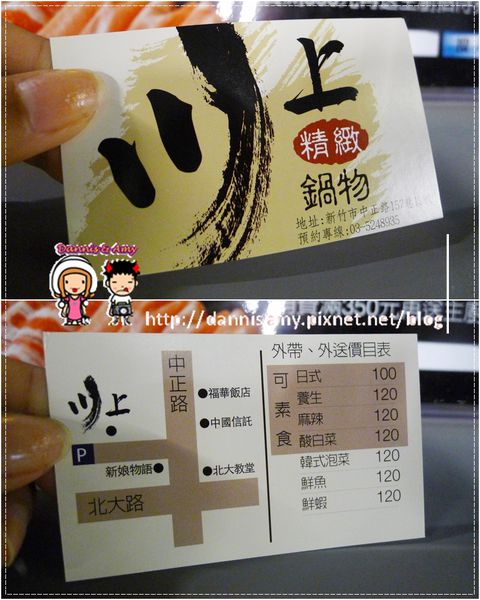 川上
精緻
鍋物
地址:新竹市中正路157巷
預約專線:03-5248935
Dannis & Amy
http://dannisamy.pixnet.net/blog
川上
P
中正路
●福華飯店
●中國信託
新娘物語●
●北大教堂
北大路
外帶、外送價目表
可素食
日式 100
養生 120
麻辣 120
酸白菜 120
韓式泡菜 120
鮮魚 120
鮮蝦 120